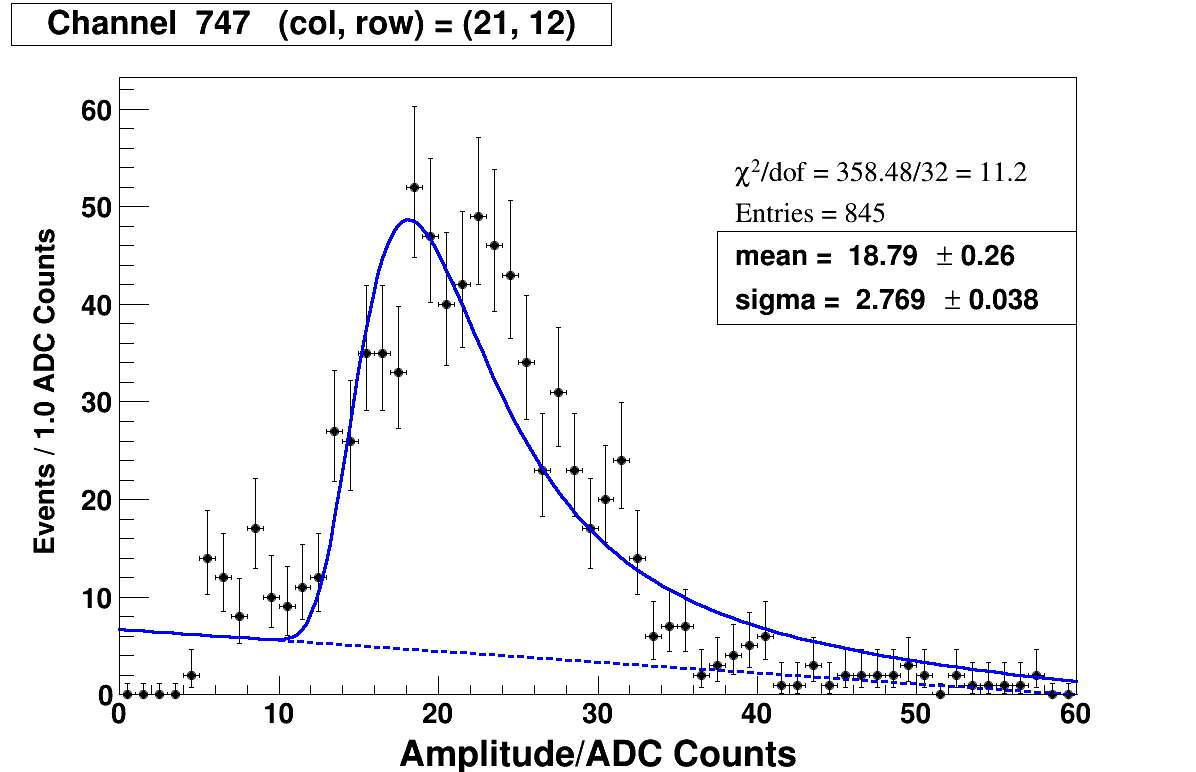 Channel 747 (col, row) = (21, 12)
60
50
40
30
20
10
0
Events / 1.0 ADC Counts
χ²/dof = 358.48/32 = 11.2
Entries = 845
mean = 18.79 ± 0.26
sigma = 2.769 ± 0.038
0 10 20 30 40 50 60
Amplitude/ADC Counts